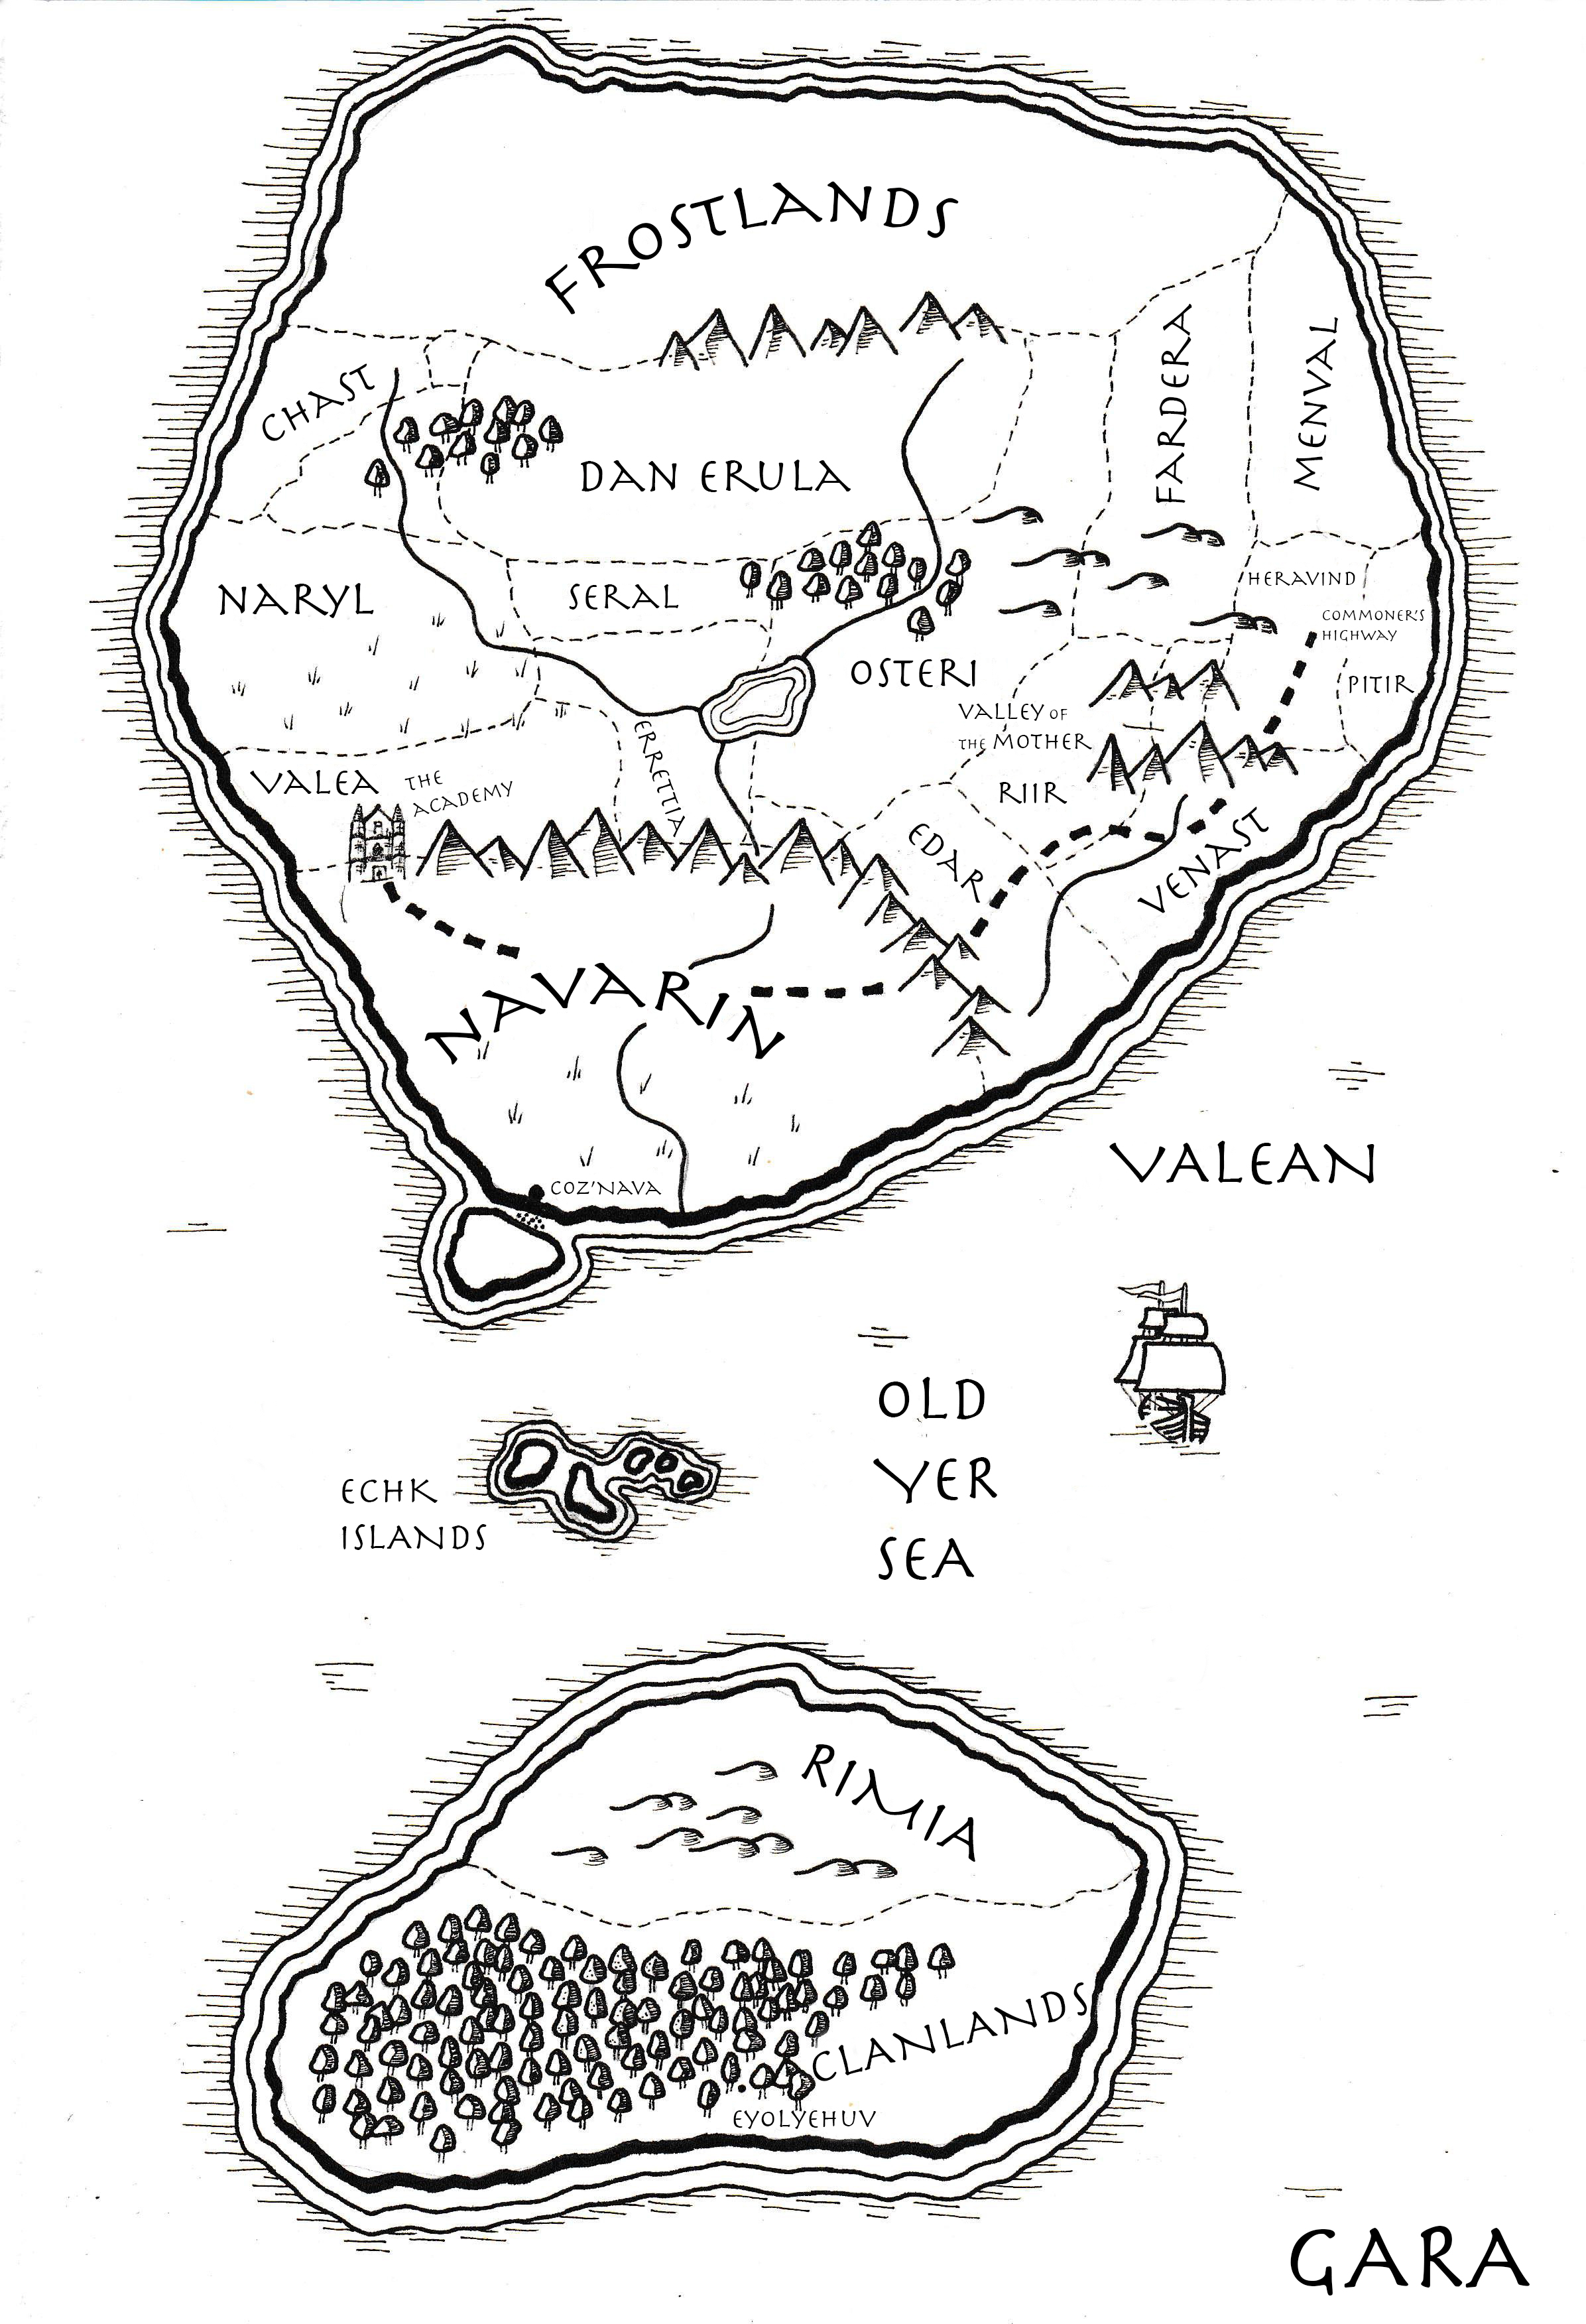 FROSTLANDS
CHAST
FARDERA
MENVAL
DAN ERULA
NARYL
SERAL
HERAVIND
COMMONER'S
HIGHWAY
OSTERI
PITIR
VALLEY OF
THE MOTHER
ERRETTIA
VALEA
THE
ACADEMY
RIIR
EDAR
VENAST
NAVARIN
COZ'NAVA
VALEAN
OLD
YER
SEA
ECHK
ISLANDS
RIMIA
CLANLANDS
EYOLYEHUV
GARA